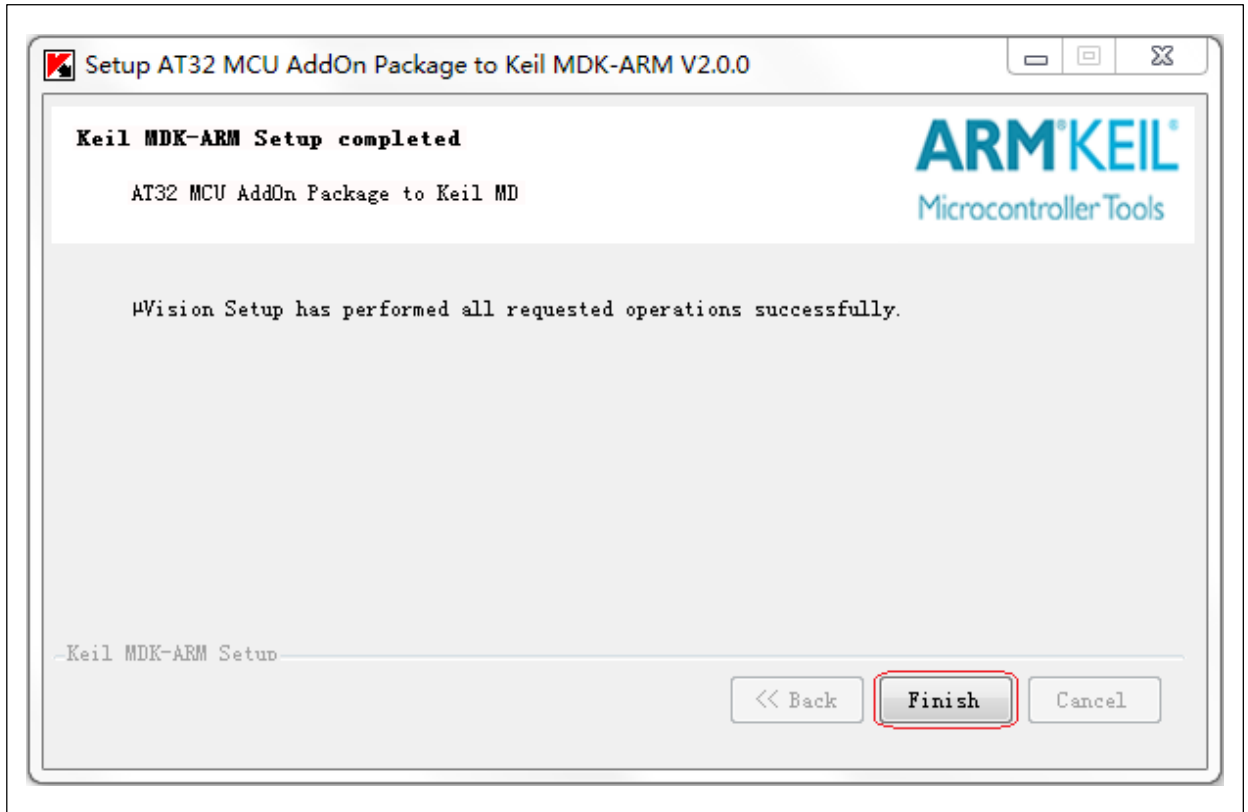 Setup AT32 MCU AddOn Package to Keil MDK-ARM V2.0.0
Keil MDK-ARM Setup completed
AT32 MCU AddOn Package to Keil MD
ARM®KEIL®
Microcontroller Tools
µVision Setup has performed all requested operations successfully.
Keil MDK-ARM Setup
<< Back
Finish
Cancel